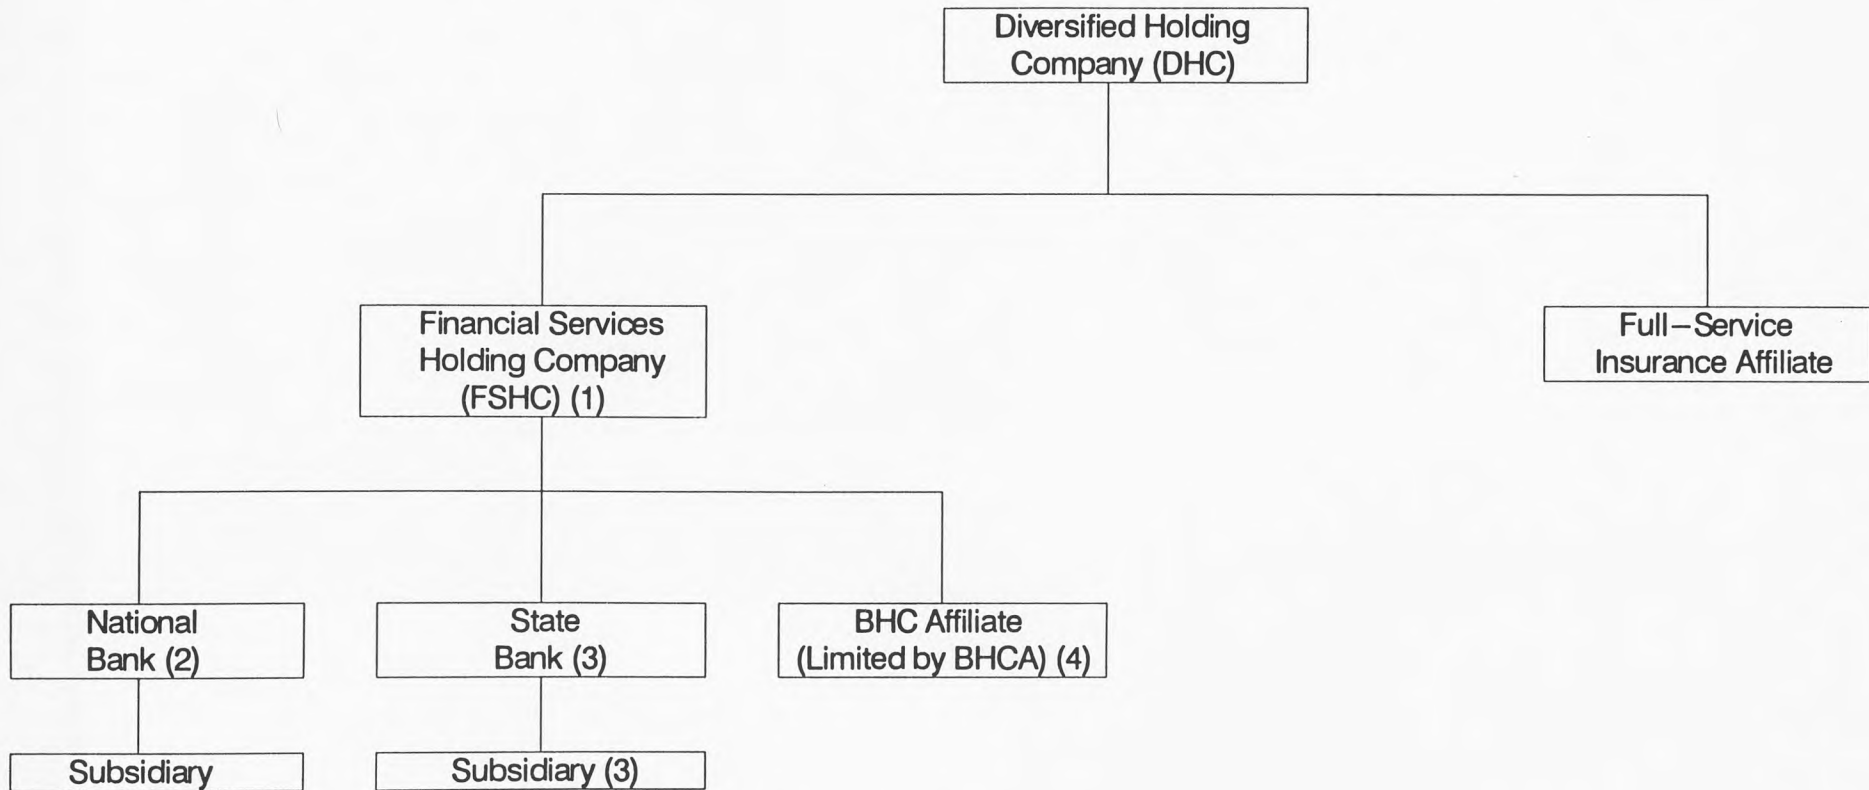 Diversified Holding
Company (DHC)
Financial Services
Holding Company
(FSHC) (1)
Full–Service
Insurance Affiliate
National
Bank (2)
State
Bank (3)
BHC Affiliate
(Limited by BHCA) (4)
Subsidiary
Subsidiary (3)